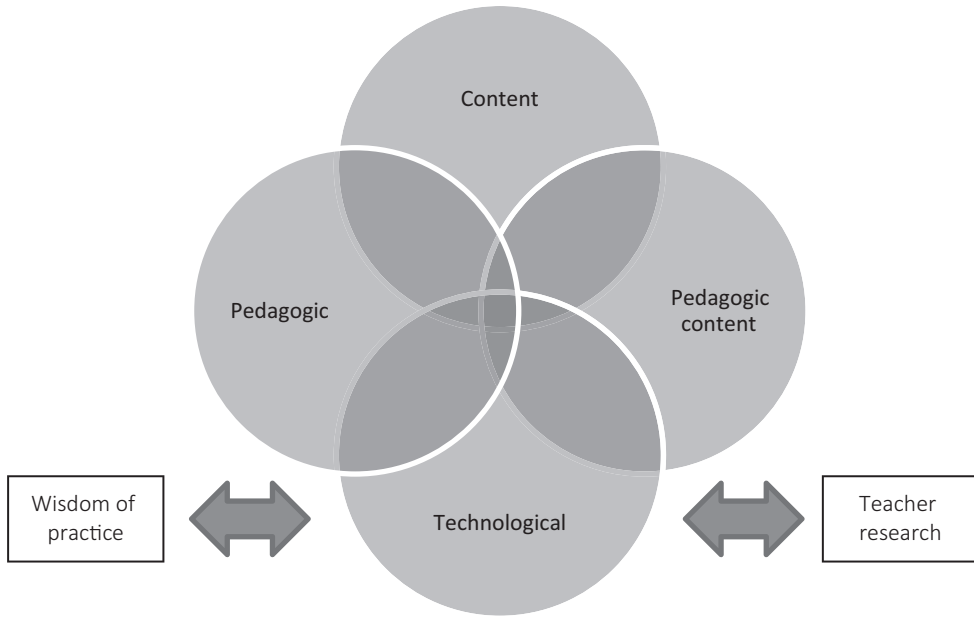 Content
Pedagogic
Pedagogic
content
Technological
Wisdom of
practice
Teacher
research